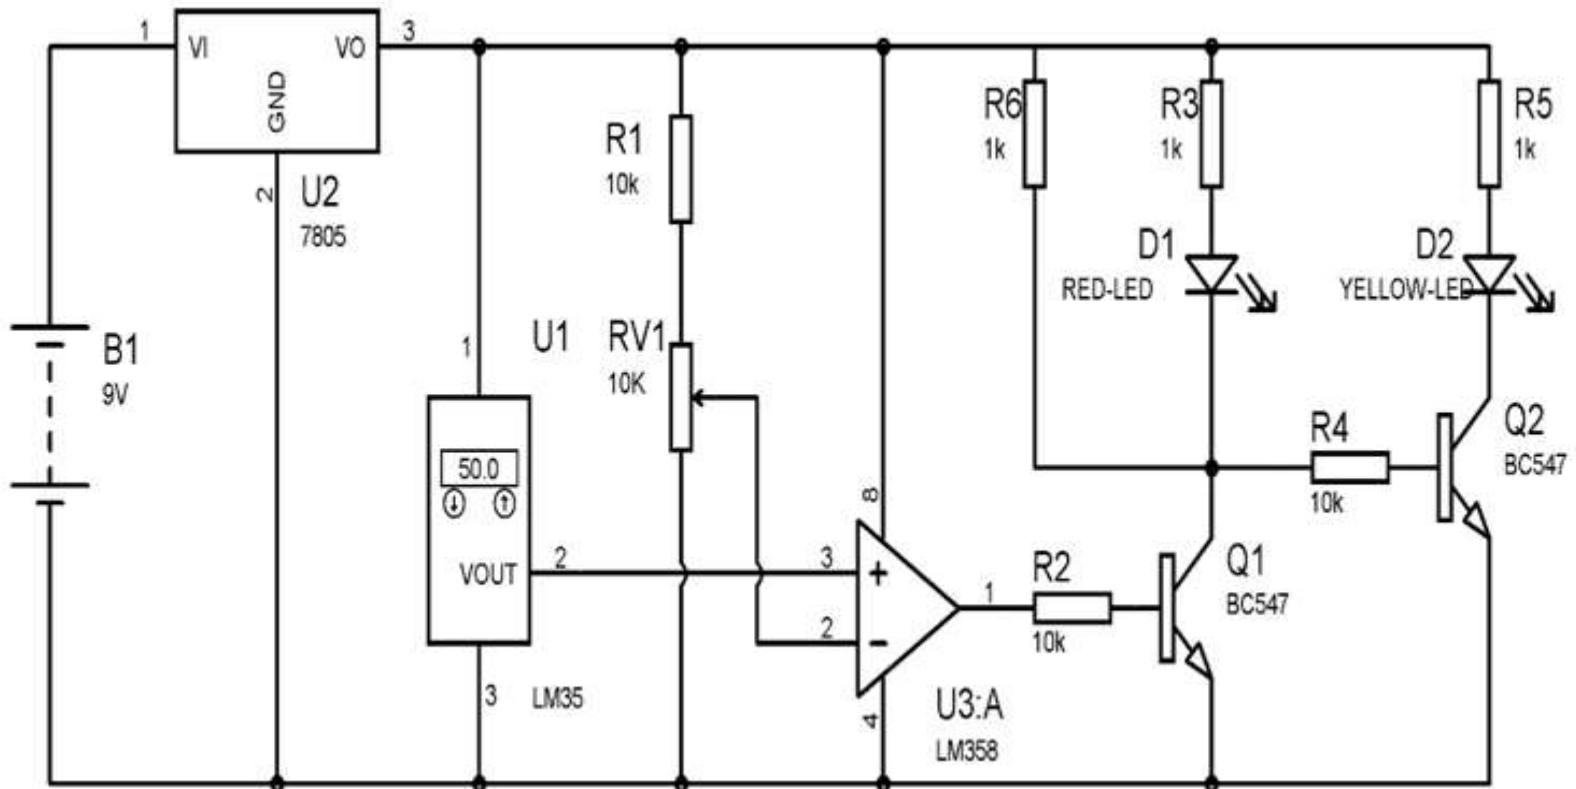 1
VI
VO
3
GND
2
U2
7805
B1
9V
1
U1
50.0
VOUT
2
3
LM35
R1
10k
RV1
10K
8
3
+
2
-
1
4
U3:A
LM358
R2
10k
Q1
BC547
R6
1k
R3
1k
R5
1k
D1
RED-LED
D2
YELLOW-LED
R4
10k
Q2
BC547